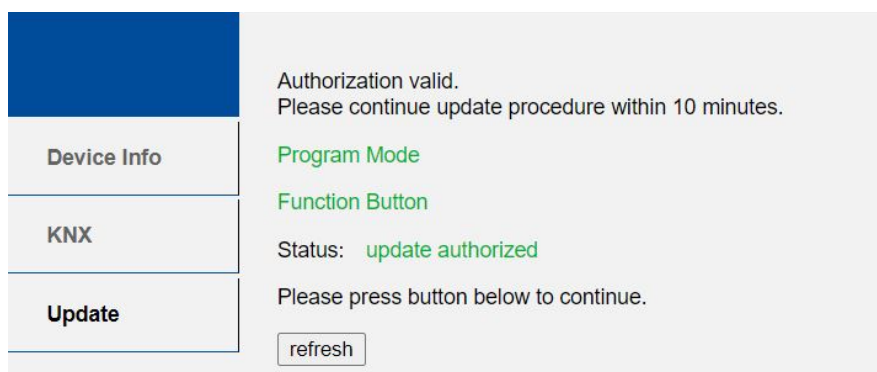 Authorization valid.
Please continue update procedure within 10 minutes.
Device Info
Program Mode
Function Button
KNX
Status: update authorized
Please press button below to continue.
Update
refresh